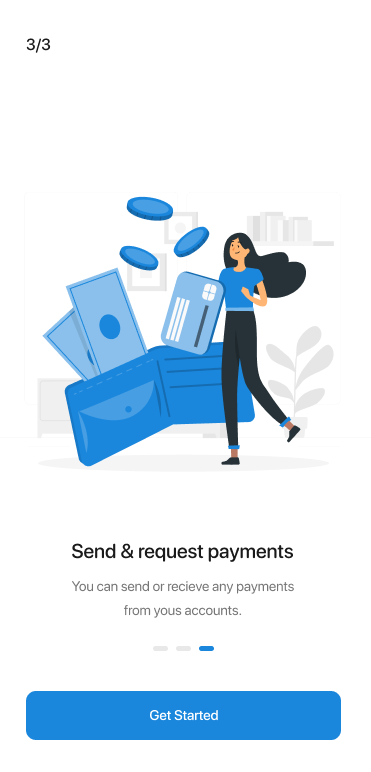 3/3
Send & request payments
You can send or recieve any payments
from yous accounts.
Get Started